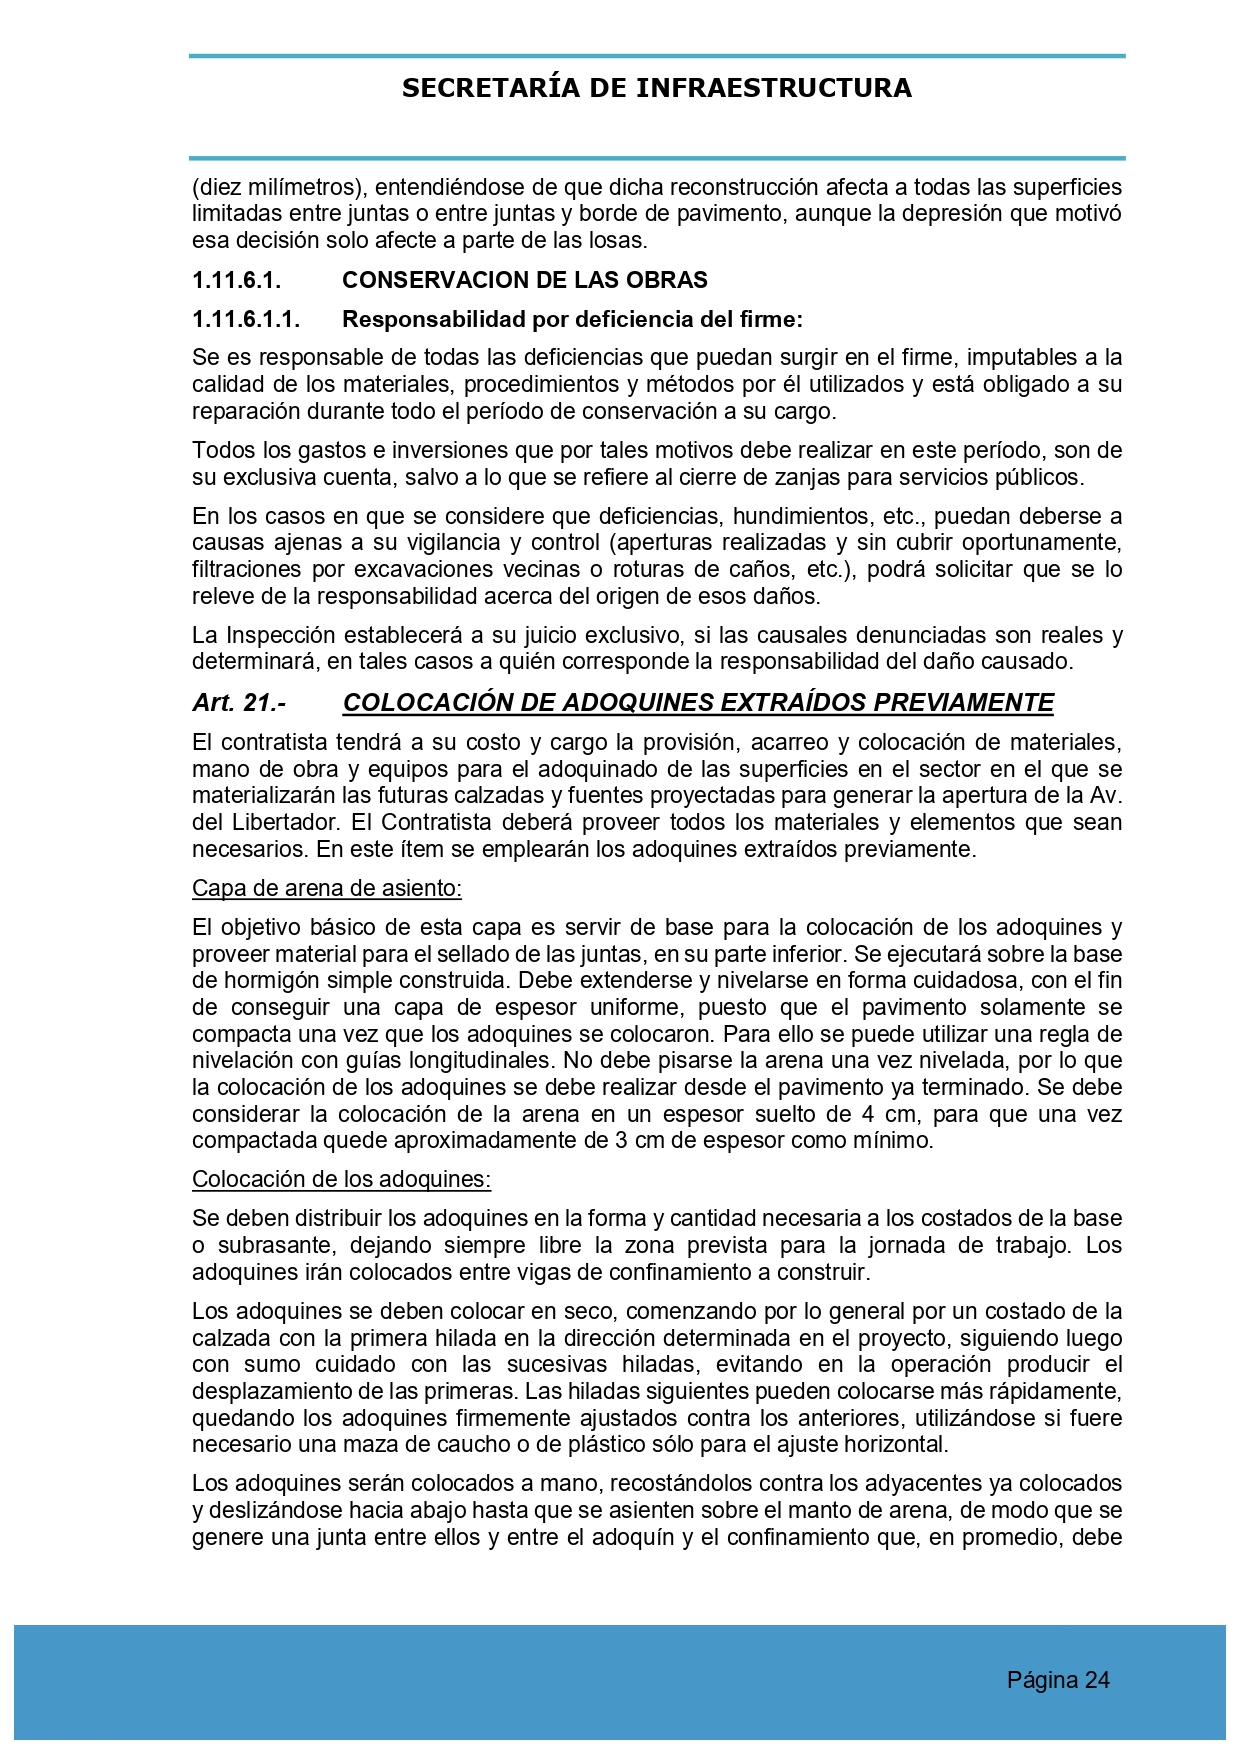 SECRETARÍA DE INFRAESTRUCTURA
(diez milímetros), entendiéndose de que dicha reconstrucción afecta a todas las superficies
limitadas entre juntas o entre juntas y borde de pavimento, aunque la depresión que motivó
esa decisión solo afecte a parte de las losas.
1.11.6.1. CONSERVACION DE LAS OBRAS
1.11.6.1.1. Responsabilidad por deficiencia del firme:
Se es responsable de todas las deficiencias que puedan surgir en el firme, imputables a la
calidad de los materiales, procedimientos y métodos por él utilizados y está obligado a su
reparación durante todo el período de conservación a su cargo.
Todos los gastos e inversiones que por tales motivos debe realizar en este período, son de
su exclusiva cuenta, salvo a lo que se refiere al cierre de zanjas para servicios públicos.
En los casos en que se considere que deficiencias, hundimientos, etc., puedan deberse a
causas ajenas a su vigilancia y control (aperturas realizadas y sin cubrir oportunamente,
filtraciones por excavaciones vecinas o roturas de caños, etc.), podrá solicitar que se lo
releve de la responsabilidad acerca del origen de esos daños.
La Inspección establecerá a su juicio exclusivo, si las causales denunciadas son reales y
determinará, en tales casos a quién corresponde la responsabilidad del daño causado.
Art. 21.- COLOCACIÓN DE ADOQUINES EXTRAÍDOS PREVIAMENTE
El contratista tendrá a su costo y cargo la provisión, acarreo y colocación de materiales,
mano de obra y equipos para el adoquinado de las superficies en el sector en el que se
materializarán las futuras calzadas y fuentes proyectadas para generar la apertura de la Av.
del Libertador. El Contratista deberá proveer todos los materiales y elementos que sean
necesarios. En este ítem se emplearán los adoquines extraídos previamente.
Capa de arena de asiento:
El objetivo básico de esta capa es servir de base para la colocación de los adoquines y
proveer material para el sellado de las juntas, en su parte inferior. Se ejecutará sobre la base
de hormigón simple construida. Debe extenderse y nivelarse en forma cuidadosa, con el fin
de conseguir una capa de espesor uniforme, puesto que el pavimento solamente se
compacta una vez que los adoquines se colocaron. Para ello se puede utilizar una regla de
nivelación con guías longitudinales. No debe pisarse la arena una vez nivelada, por lo que
la colocación de los adoquines se debe realizar desde el pavimento ya terminado. Se debe
considerar la colocación de la arena en un espesor suelto de 4 cm, para que una vez
compactada quede aproximadamente de 3 cm de espesor como mínimo.
Colocación de los adoquines:
Se deben distribuir los adoquines en la forma y cantidad necesaria a los costados de la base
o subrasante, dejando siempre libre la zona prevista para la jornada de trabajo. Los
adoquines irán colocados entre vigas de confinamiento a construir.
Los adoquines se deben colocar en seco, comenzando por lo general por un costado de la
calzada con la primera hilada en la dirección determinada en el proyecto, siguiendo luego
con sumo cuidado con las sucesivas hiladas, evitando en la operación producir el
desplazamiento de las primeras. Las hiladas siguientes pueden colocarse más rápidamente,
quedando los adoquines firmemente ajustados contra los anteriores, utilizándose si fuere
necesario una maza de caucho o de plástico sólo para el ajuste horizontal.
Los adoquines serán colocados a mano, recostándolos contra los adyacentes ya colocados
y deslizándose hacia abajo hasta que se asienten sobre el manto de arena, de modo que se
genere una junta entre ellos y entre el adoquín y el confinamiento que, en promedio, debe
Página 24